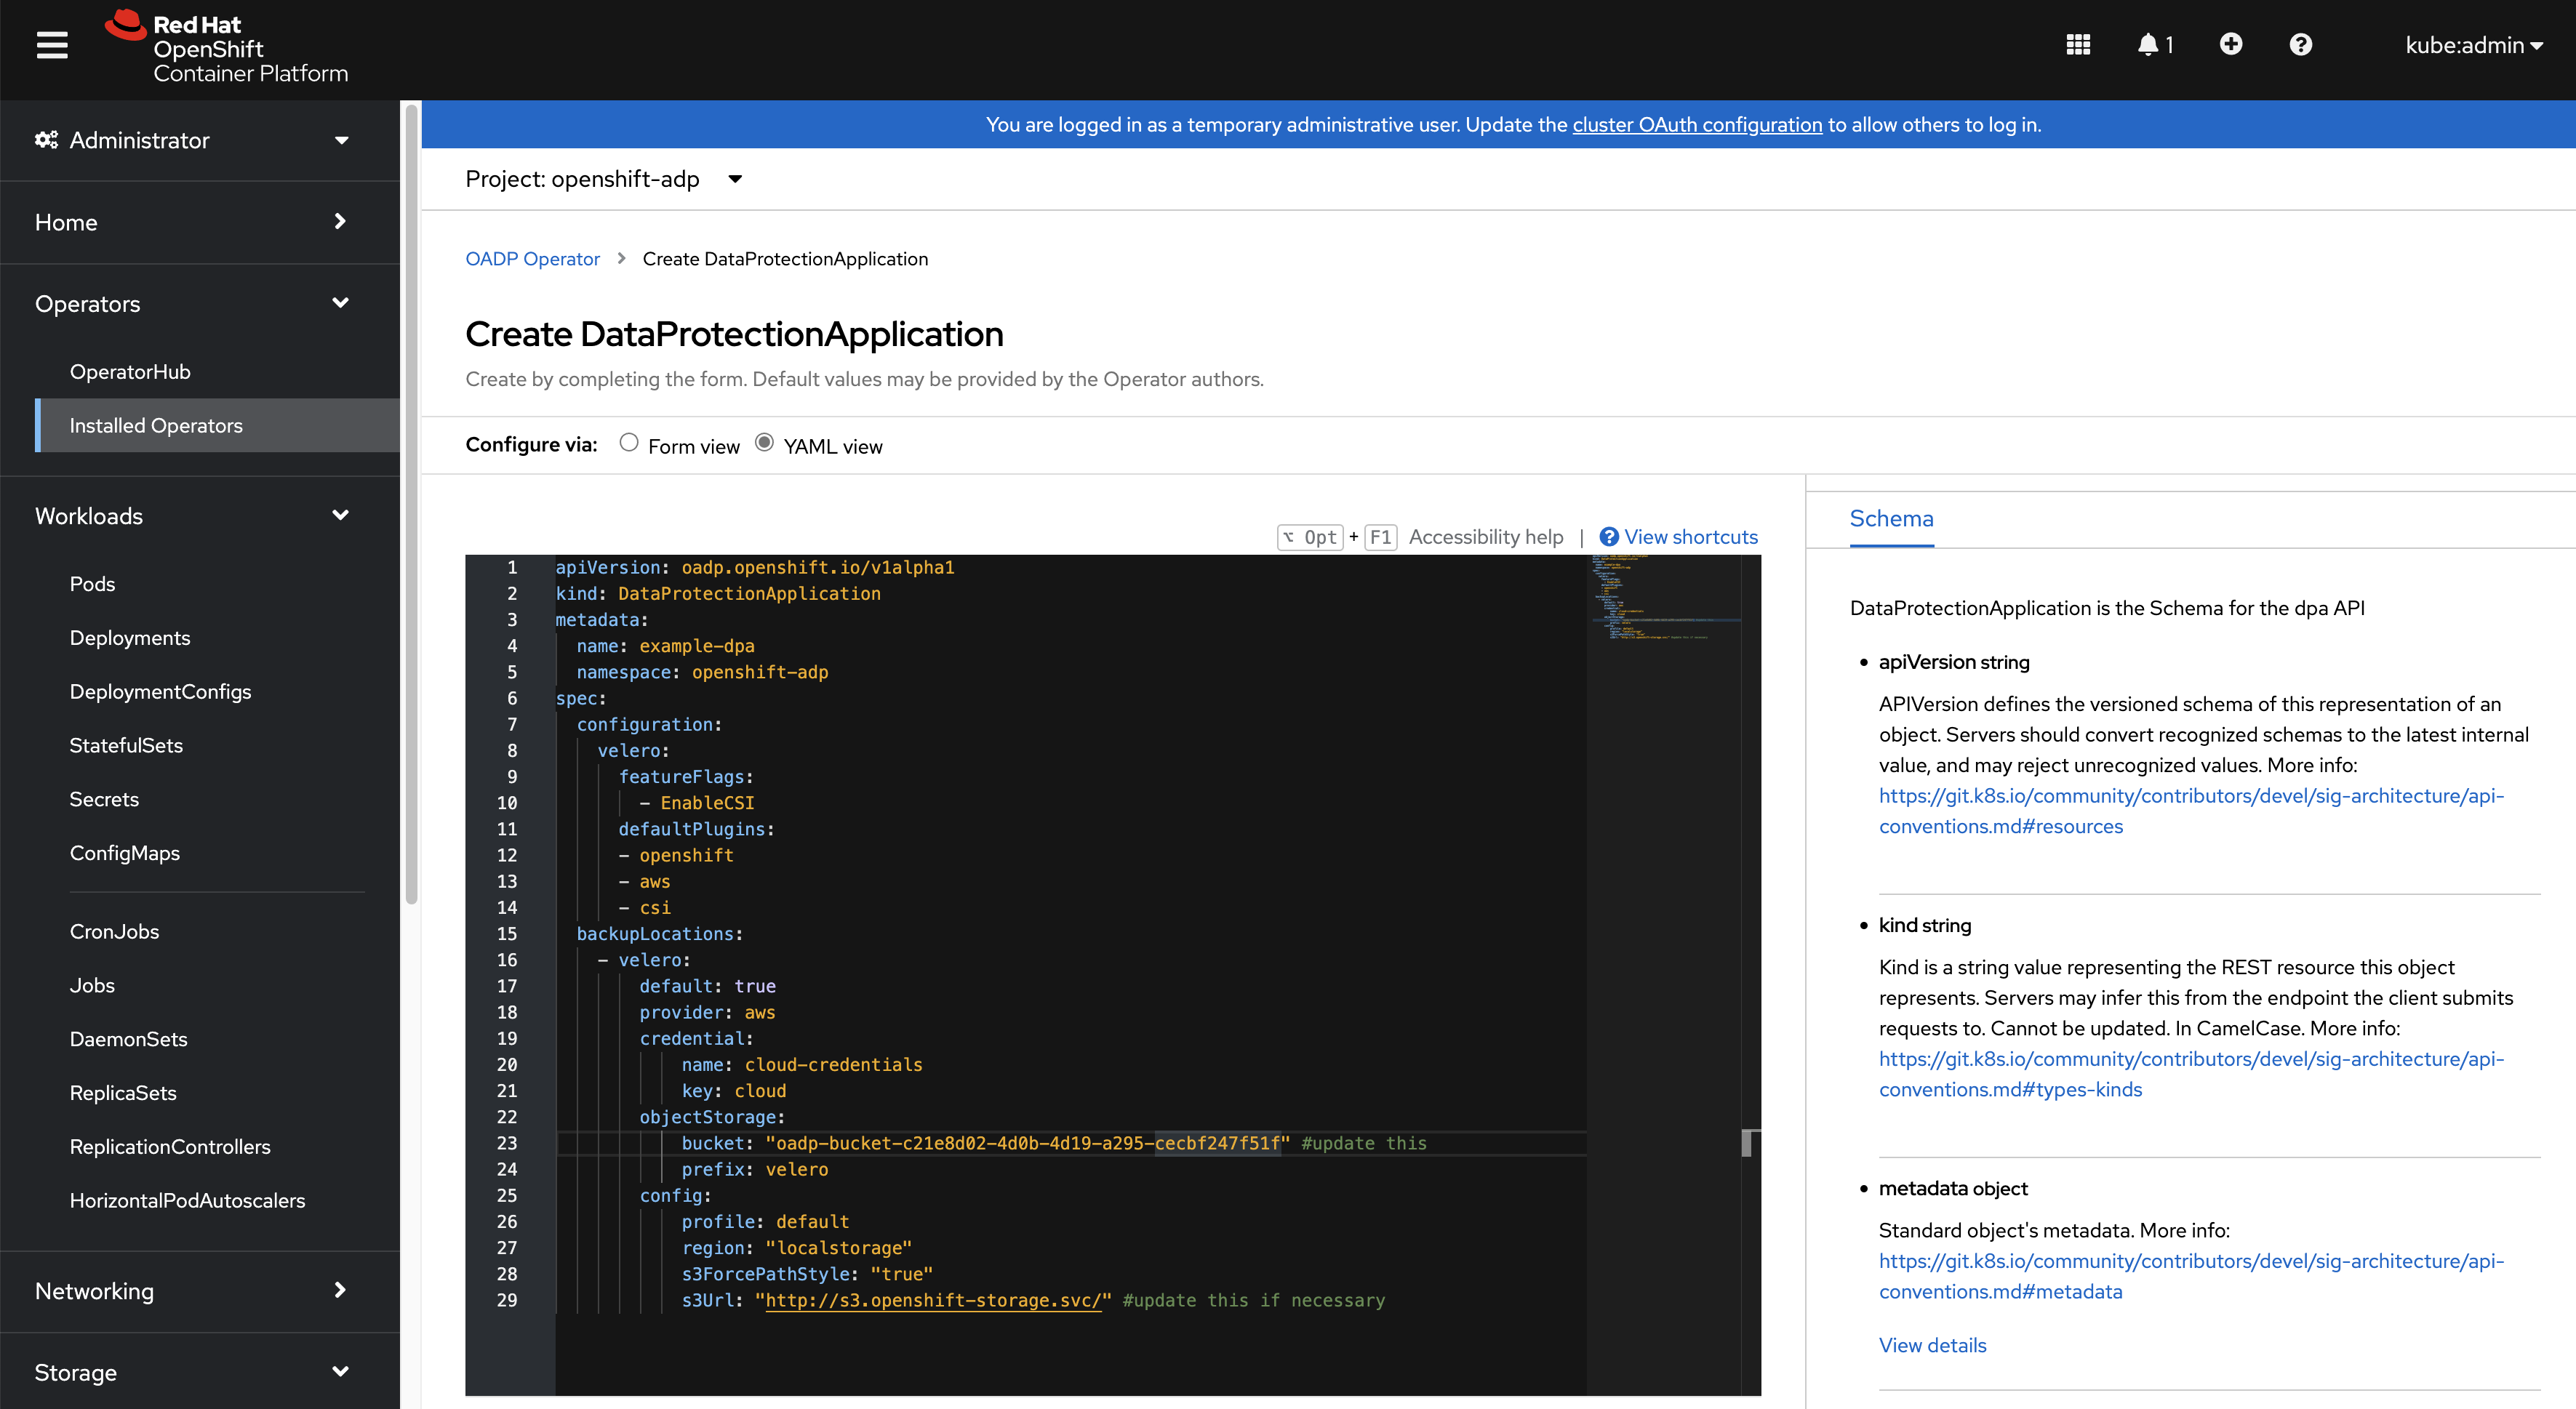 Red Hat
OpenShift
Container Platform
1
kube:admin
Administrator
Home
Operators
OperatorHub
Installed Operators
Workloads
Pods
Deployments
DeploymentConfigs
StatefulSets
Secrets
ConfigMaps
CronJobs
Jobs
DaemonSets
ReplicaSets
ReplicationControllers
HorizontalPodAutoscalers
Networking
Storage
You are logged in as a temporary administrative user. Update the cluster OAuth configuration to allow others to log in.
Project: openshift-adp
OADP Operator > Create DataProtectionApplication
Create DataProtectionApplication
Create by completing the form. Default values may be provided by the Operator authors.
Configure via: Form view YAML view
⌥ Opt + F1 Accessibility help | ? View shortcuts
1 apiVersion: oadp.openshift.io/v1alpha1
2 kind: DataProtectionApplication
3 metadata:
4 name: example-dpa
5 namespace: openshift-adp
6 spec:
7 configuration:
8 velero:
9 featureFlags:
10 - EnableCSI
11 defaultPlugins:
12 - openshift
13 - aws
14 - csi
15 backupLocations:
16 - velero:
17 default: true
18 provider: aws
19 credential:
20 name: cloud-credentials
21 key: cloud
22 objectStorage:
23 bucket: "oadp-bucket-c21e8d02-4d0b-4d19-a295-cecbf247f51f" #update this
24 prefix: velero
25 config:
26 profile: default
27 region: "localstorage"
28 s3ForcePathStyle: "true"
29 s3Url: "http://s3.openshift-storage.svc/" #update this if necessary
Schema
DataProtectionApplication is the Schema for the dpa API
• apiVersion string
APIVersion defines the versioned schema of this representation of an
object. Servers should convert recognized schemas to the latest internal
value, and may reject unrecognized values. More info:
https://git.k8s.io/community/contributors/devel/sig-architecture/api-
conventions.md#resources
• kind string
Kind is a string value representing the REST resource this object
represents. Servers may infer this from the endpoint the client submits
requests to. Cannot be updated. In CamelCase. More info:
https://git.k8s.io/community/contributors/devel/sig-architecture/api-
conventions.md#types-kinds
• metadata object
Standard object's metadata. More info:
https://git.k8s.io/community/contributors/devel/sig-architecture/api-
conventions.md#metadata
View details